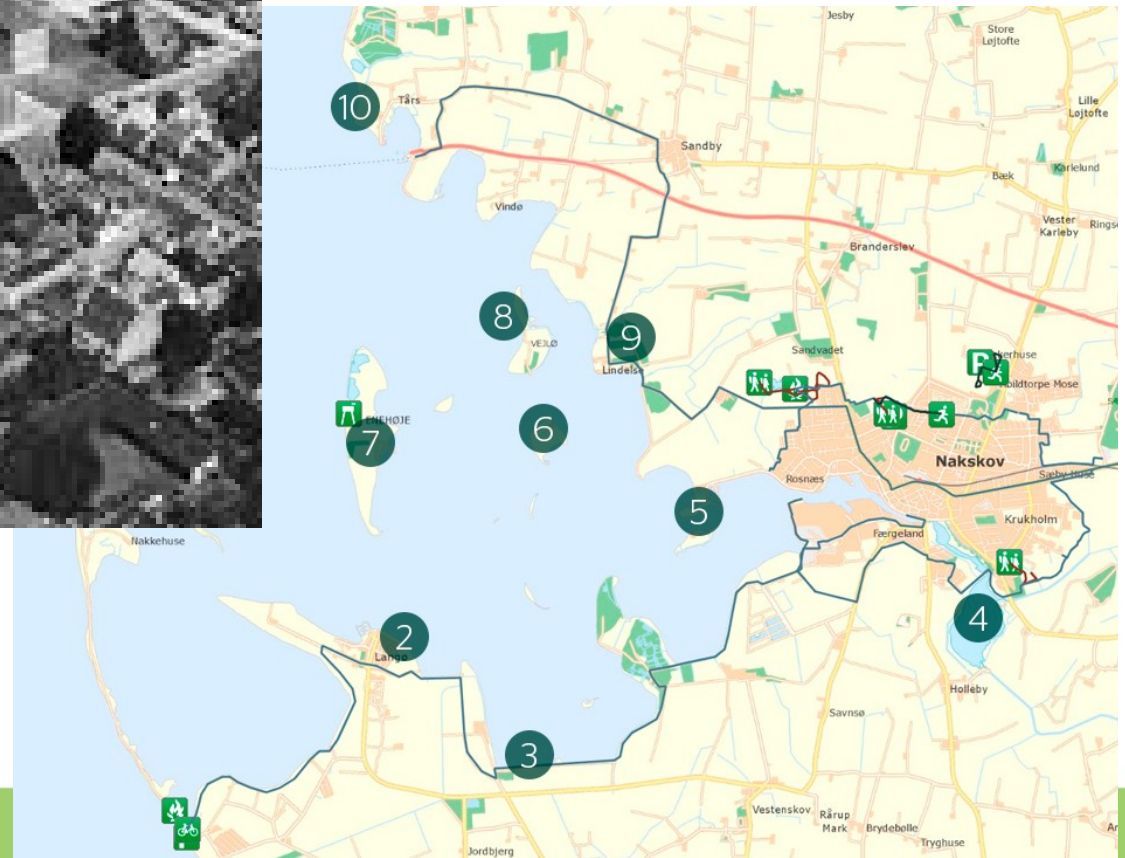 Jesby
Store
Løjtofte
10
Tårs
Lille
Løjtofte
Sandby
Bæk
Karlelund
Vindø
Vester
Karleby
Branderslev
8
VEJLØ
9
Lindelse
Sandvadet
P
7
6
Nakskov
Rosnæs
5
Krukholm
Færgeland
Nakkehuse
2
Langø
4
Holleby
Savnsø
3
Vestenskov
Rårup
Mark
Brydebølle
Tryghuse
Jordbjerg